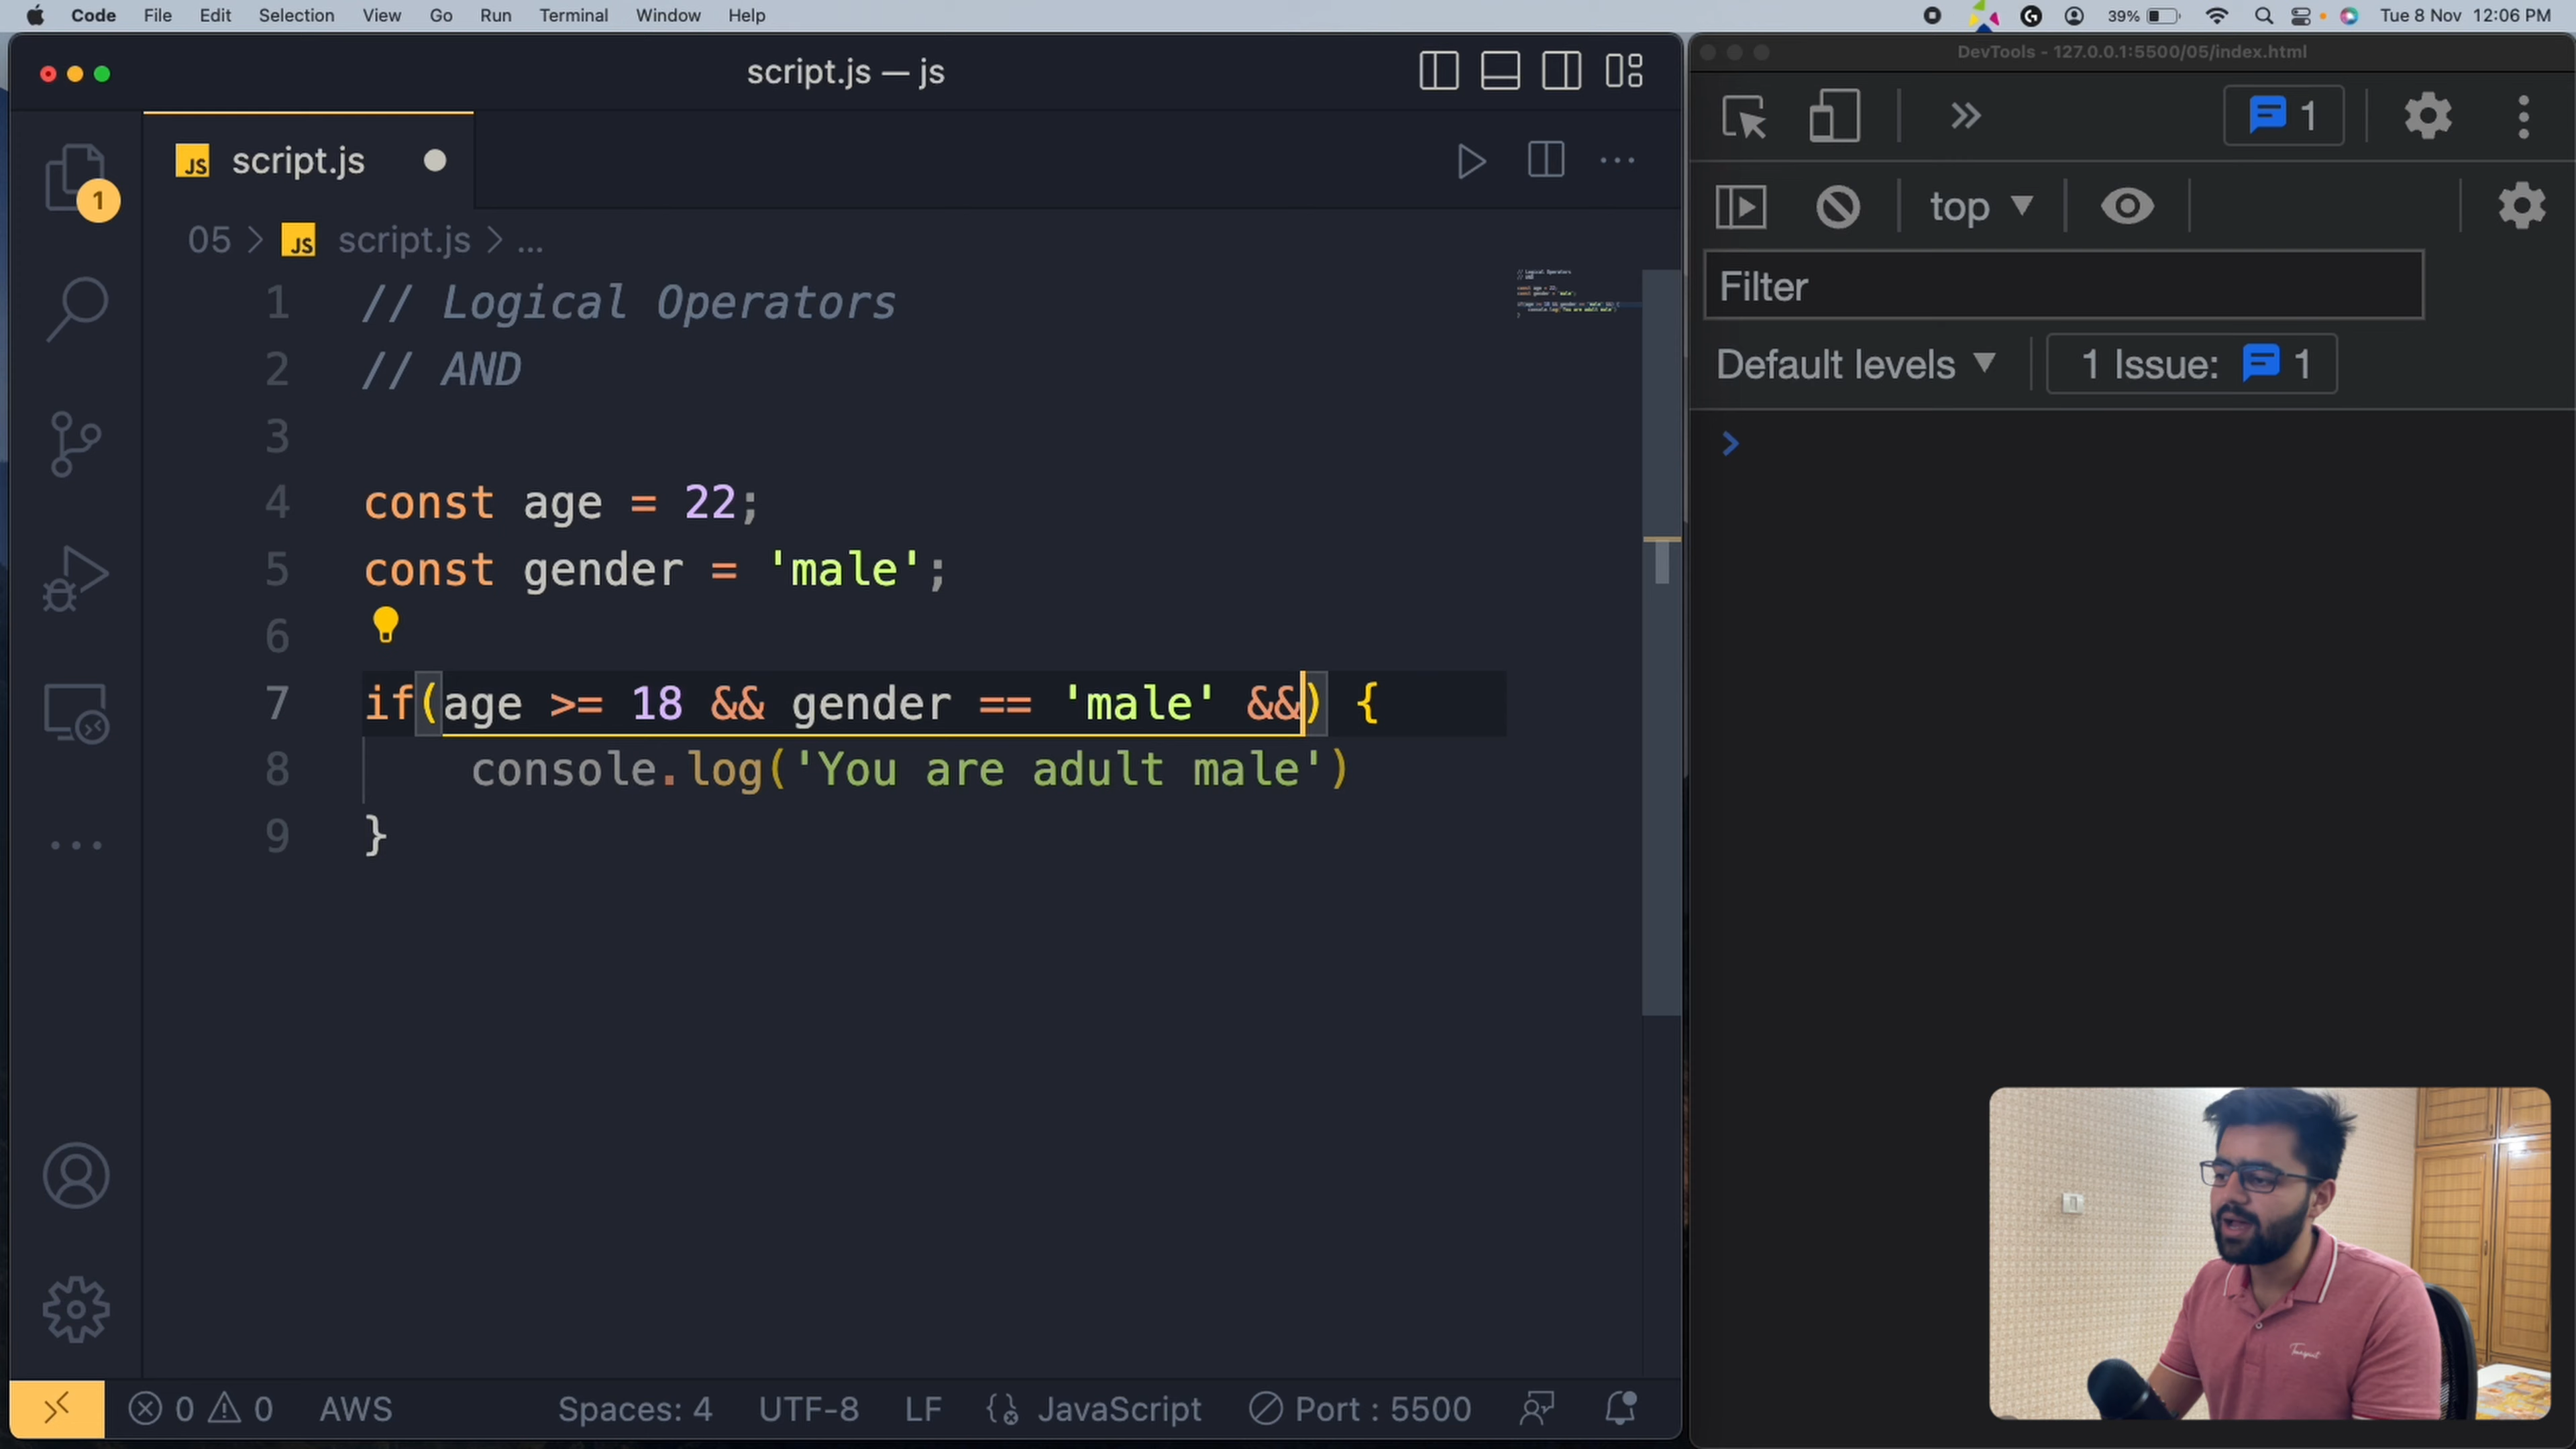 Code File Edit Selection View Go Run Terminal Window Help
39% Tue 8 Nov 12:06 PM
script.js — js
JS script.js
1
05 > JS script.js > ...
1 // Logical Operators
2 // AND
3
4 const age = 22;
5 const gender = 'male';
6
7 if(age >= 18 && gender == 'male' &&) {
8 console.log('You are adult male')
9 }
0 0 AWS Spaces: 4 UTF-8 LF JavaScript Port : 5500
DevTools - 127.0.0.1:5500/05/index.html
1
top
Filter
Default levels 1 Issue: 1